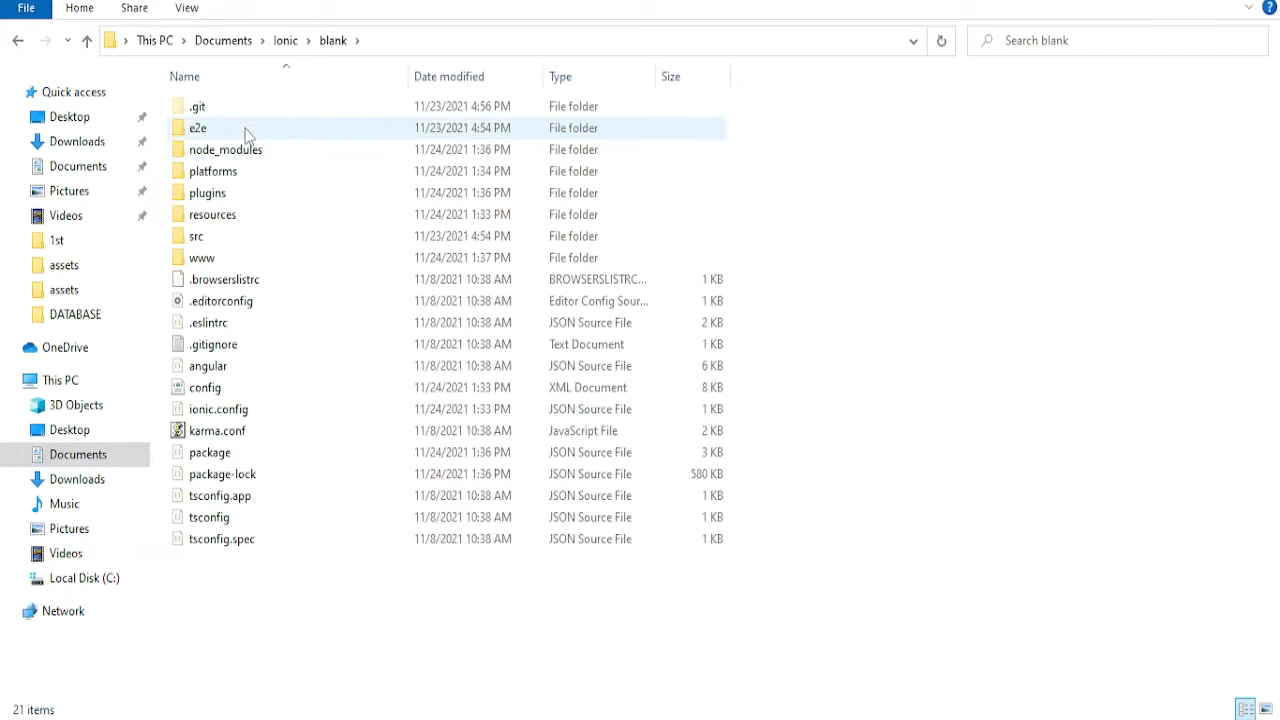 File Home Share View
This PC > Documents > Ionic > blank >
Search blank
Name Date modified Type Size
Quick access
Desktop
Downloads
Documents
Pictures
Videos
1st
assets
assets
DATABASE
OneDrive
This PC
3D Objects
Desktop
Documents
Downloads
Music
Pictures
Videos
Local Disk (C:)
Network
.git 11/23/2021 4:56 PM File folder
e2e 11/23/2021 4:54 PM File folder
node_modules 11/24/2021 1:36 PM File folder
platforms 11/24/2021 1:34 PM File folder
plugins 11/24/2021 1:36 PM File folder
resources 11/24/2021 1:33 PM File folder
src 11/23/2021 4:54 PM File folder
www 11/24/2021 1:37 PM File folder
.browserslistrc 11/8/2021 10:38 AM BROWSERSLISTRC... 1 KB
.editorconfig 11/8/2021 10:38 AM Editor Config Sour... 1 KB
.eslintrc 11/8/2021 10:38 AM JSON Source File 2 KB
.gitignore 11/8/2021 10:38 AM Text Document 1 KB
angular 11/8/2021 10:38 AM JSON Source File 6 KB
config 11/24/2021 1:33 PM XML Document 8 KB
ionic.config 11/24/2021 1:33 PM JSON Source File 1 KB
karma.conf 11/8/2021 10:38 AM JavaScript File 2 KB
package 11/24/2021 1:36 PM JSON Source File 3 KB
package-lock 11/24/2021 1:36 PM JSON Source File 580 KB
tsconfig.app 11/8/2021 10:38 AM JSON Source File 1 KB
tsconfig 11/8/2021 10:38 AM JSON Source File 1 KB
tsconfig.spec 11/8/2021 10:38 AM JSON Source File 1 KB
21 items